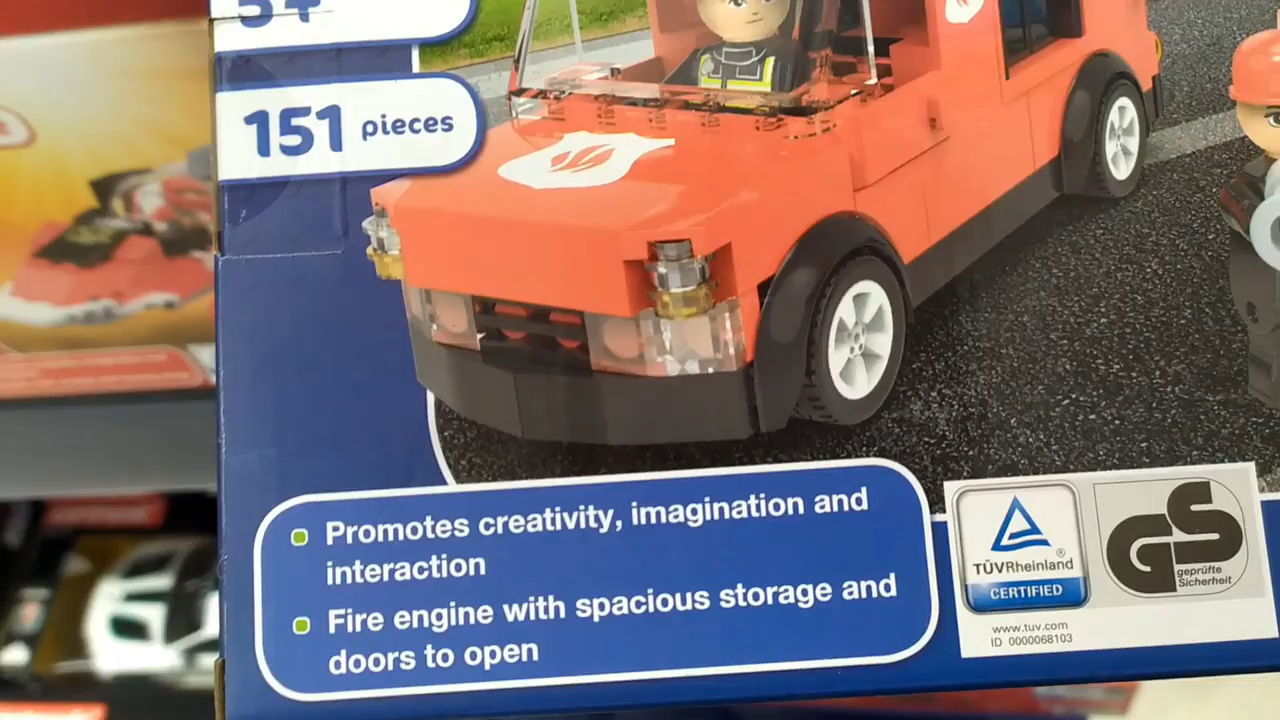 151 pieces
Promotes creativity, imagination and
interaction
Fire engine with spacious storage and
doors to open
TÜVRheinland®
CERTIFIED
GS
geprüfte
Sicherheit
www.tuv.com
ID 0000068103